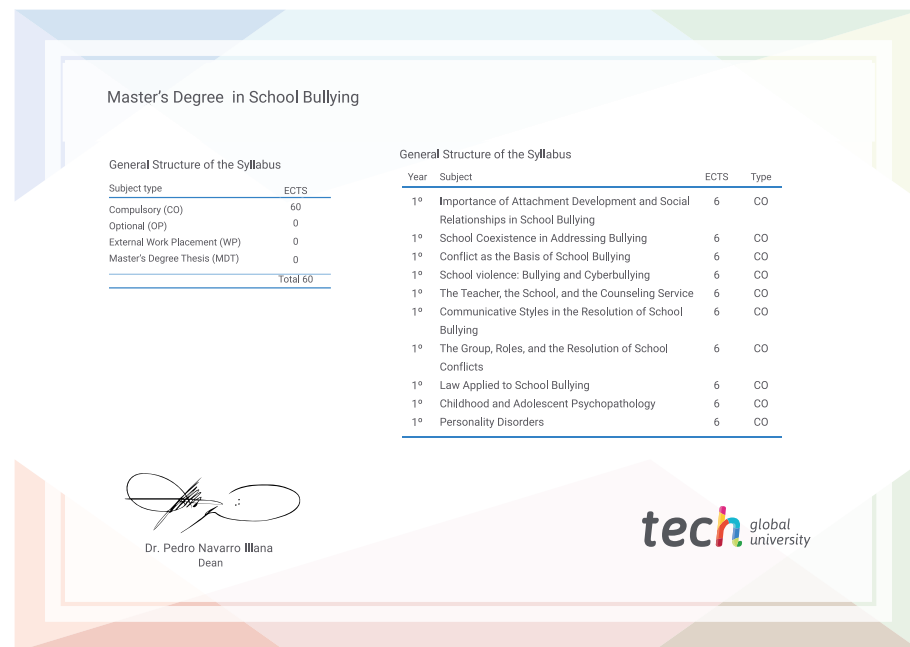 Master's Degree in School Bullying
General Structure of the Syllabus
Subject type ECTS
Compulsory (CO) 60
Optional (OP) 0
External Work Placement (WP) 0
Master's Degree Thesis (MDT) 0
Total 60
General Structure of the Syllabus
Year Subject ECTS Type
1º Importance of Attachment Development and Social 6 CO
Relationships in School Bullying
1º School Coexistence in Addressing Bullying 6 CO
1º Conflict as the Basis of School Bullying 6 CO
1º School violence: Bullying and Cyberbullying 6 CO
1º The Teacher, the School, and the Counseling Service 6 CO
1º Communicative Styles in the Resolution of School 6 CO
Bullying
1º The Group, Roles, and the Resolution of School 6 CO
Conflicts
1º Law Applied to School Bullying 6 CO
1º Childhood and Adolescent Psychopathology 6 CO
1º Personality Disorders 6 CO
Dr. Pedro Navarro Illana
Dean
tech global
university